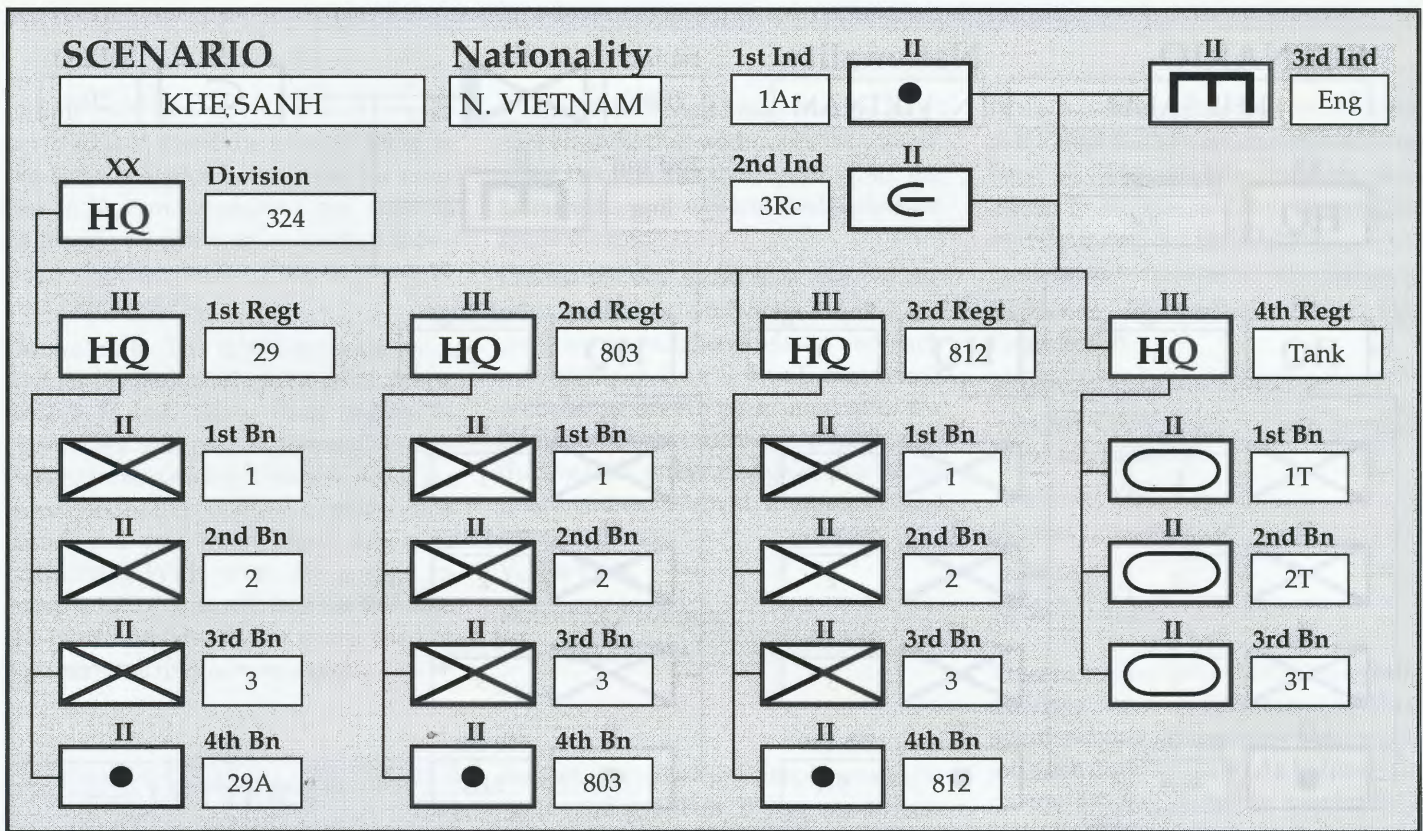 SCENARIO Nationality 1st Ind II II 3rd Ind
KHE SANH N. VIETNAM 1Ar Eng
XX Division 2nd Ind II
HQ 324 3Rc
III 1st Regt III 2nd Regt III 3rd Regt III 4th Regt
HQ 29 HQ 803 HQ 812 HQ Tank
II 1st Bn II 1st Bn II 1st Bn II 1st Bn
1 1 1 1T
II 2nd Bn II 2nd Bn II 2nd Bn II 2nd Bn
2 2 2 2T
II 3rd Bn II 3rd Bn II 3rd Bn II 3rd Bn
3 3 3 3T
II 4th Bn II 4th Bn II 4th Bn
29A 803 812